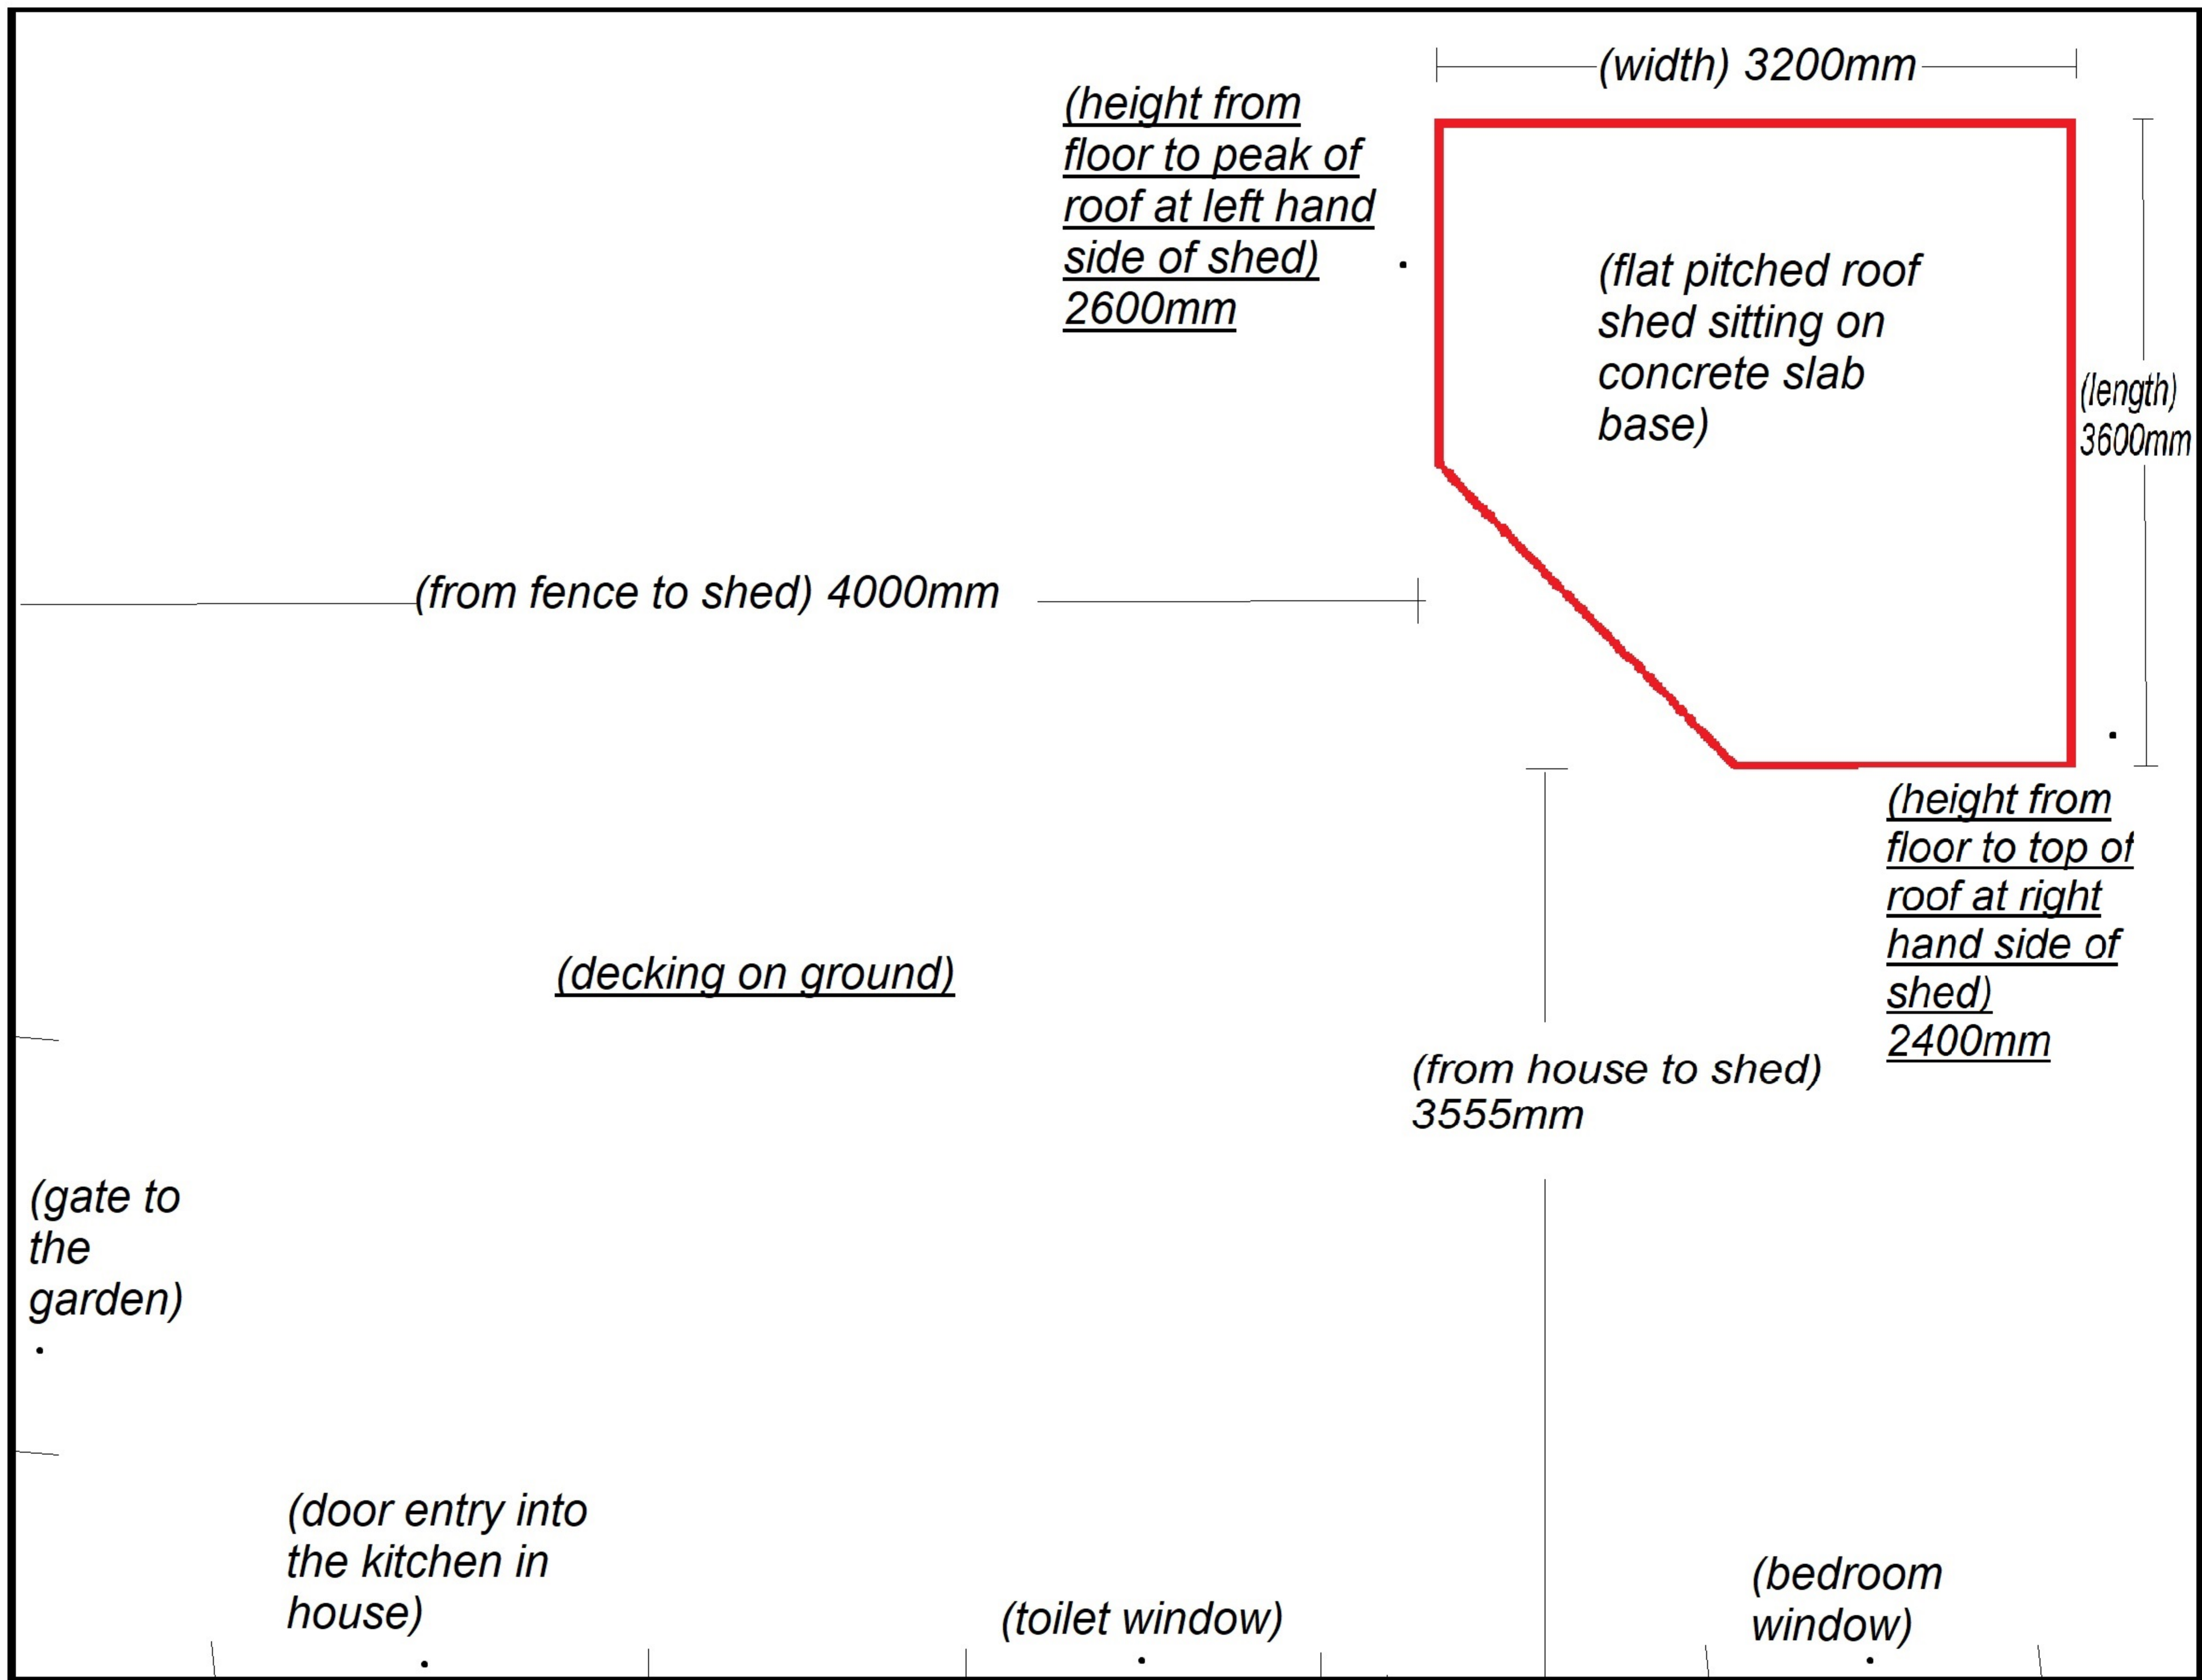 (width) 3200mm
(height from
floor to peak of
roof at left hand
side of shed)
2600mm
(flat pitched roof
shed sitting on
concrete slab
base)
(length)
3600mm
(from fence to shed) 4000mm
(height from
floor to top of
roof at right
hand side of
shed)
2400mm
(decking on ground)
(from house to shed)
3555mm
(gate to
the
garden)
(door entry into
the kitchen in
house)
(toilet window)
(bedroom
window)